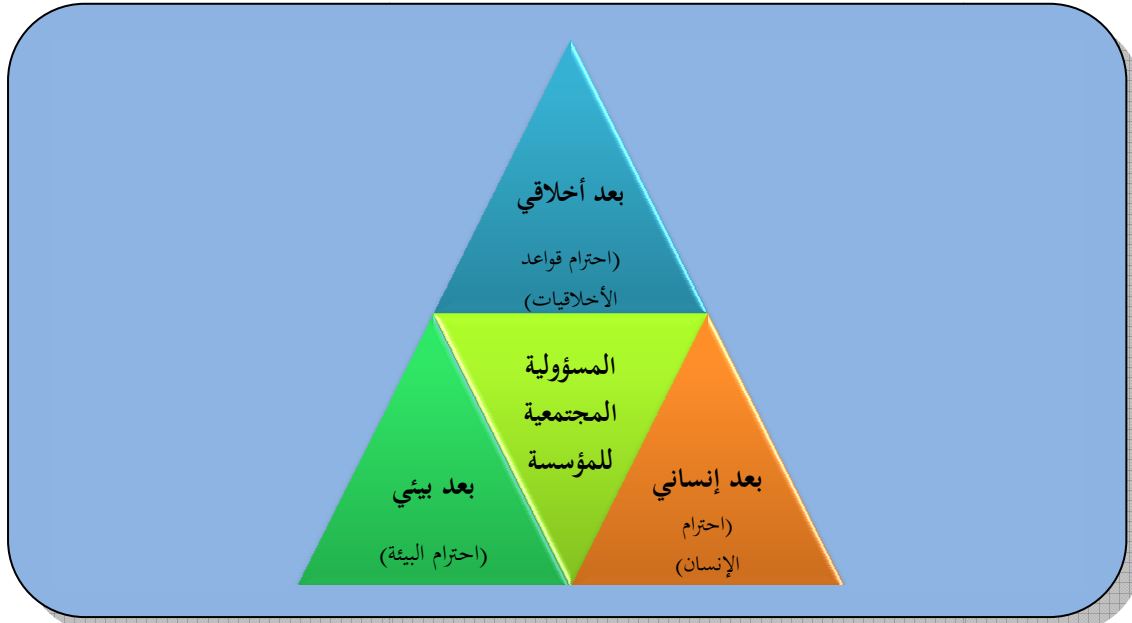 بعد أخلاقي
(احترام قواعد
الأخلاقيات)
المسؤولية
المجتمعية
للمؤسسة
بعد إنساني
(احترام
الإنسان)
بعد بيئي
(احترام البيئة)